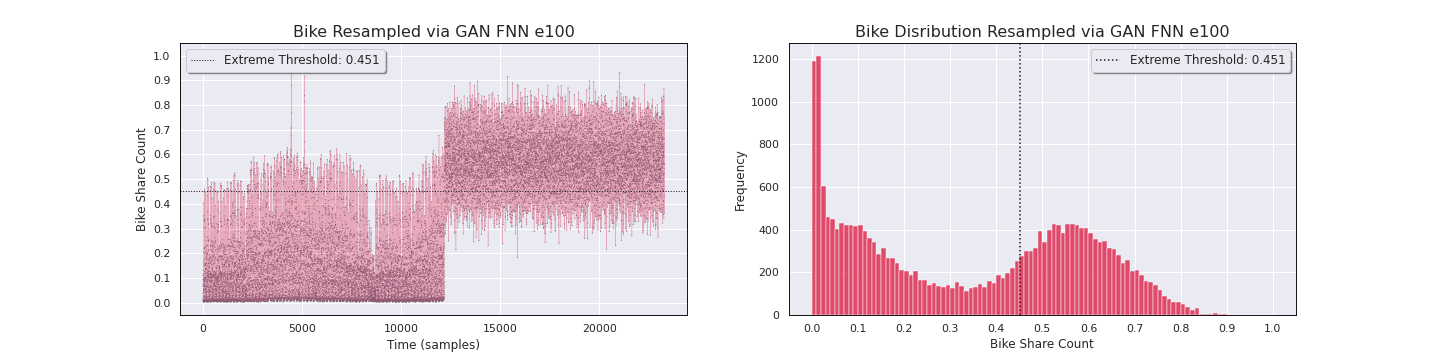 Bike Resampled via GAN FNN e100
Extreme Threshold: 0.451
1.0
0.9
0.8
0.7
0.6
0.5
0.4
0.3
0.2
0.1
0.0
Bike Share Count
0 5000 10000 15000 20000
Time (samples)
Bike Disribution Resampled via GAN FNN e100
Extreme Threshold: 0.451
1200
1000
800
600
400
200
0
Frequency
0.0 0.1 0.2 0.3 0.4 0.5 0.6 0.7 0.8 0.9 1.0
Bike Share Count